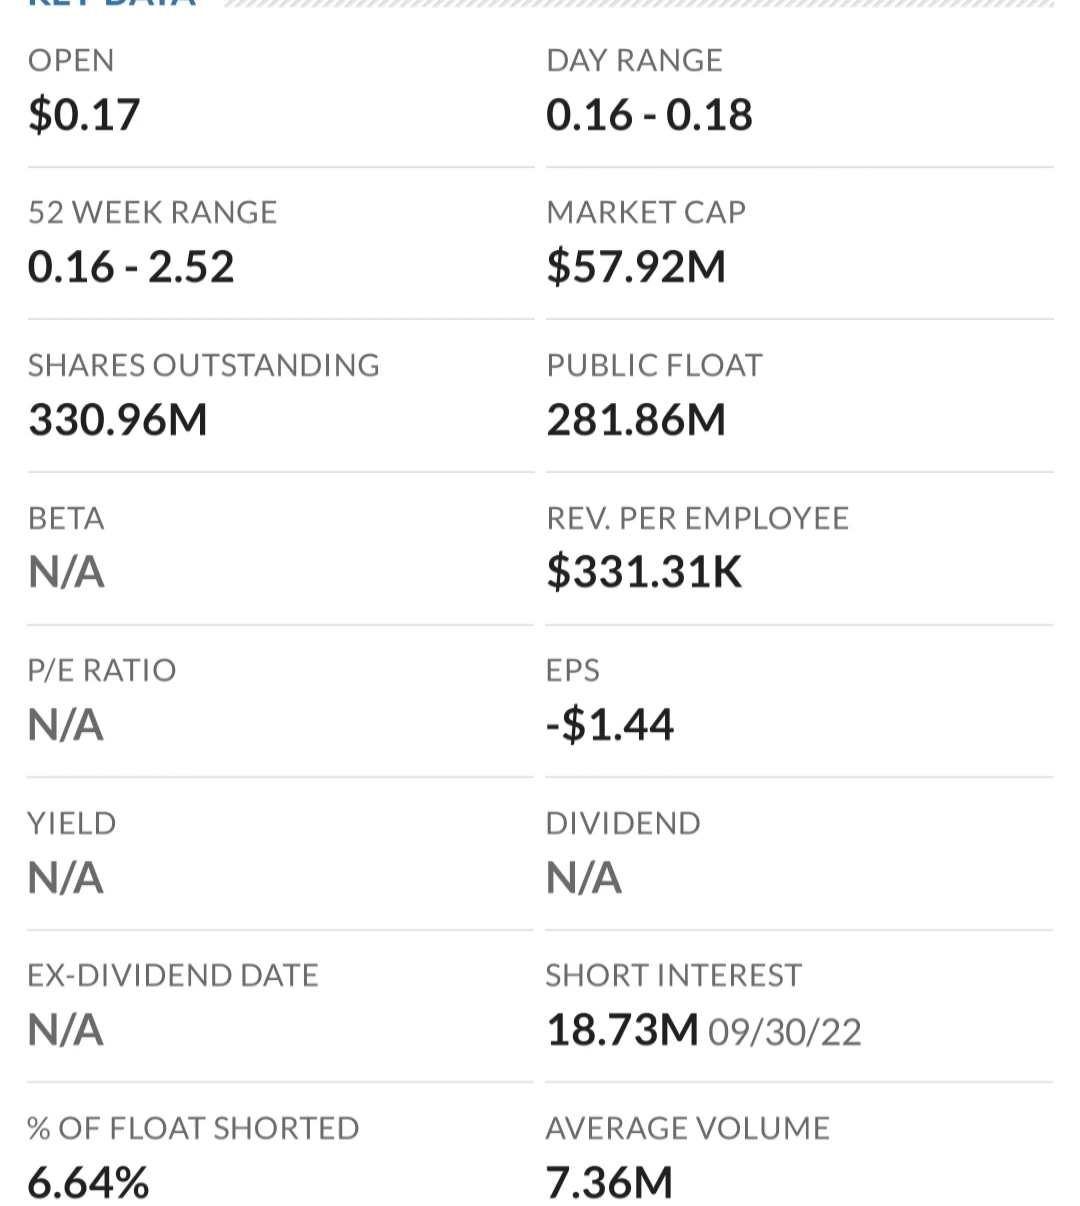 KEY DATA
OPEN
$0.17
DAY RANGE
0.16 - 0.18
52 WEEK RANGE
0.16 - 2.52
MARKET CAP
$57.92M
SHARES OUTSTANDING
330.96M
PUBLIC FLOAT
281.86M
BETA
N/A
REV. PER EMPLOYEE
$331.31K
P/E RATIO
N/A
EPS
-$1.44
YIELD
N/A
DIVIDEND
N/A
EX-DIVIDEND DATE
N/A
SHORT INTEREST
18.73M 09/30/22
% OF FLOAT SHORTED
6.64%
AVERAGE VOLUME
7.36M